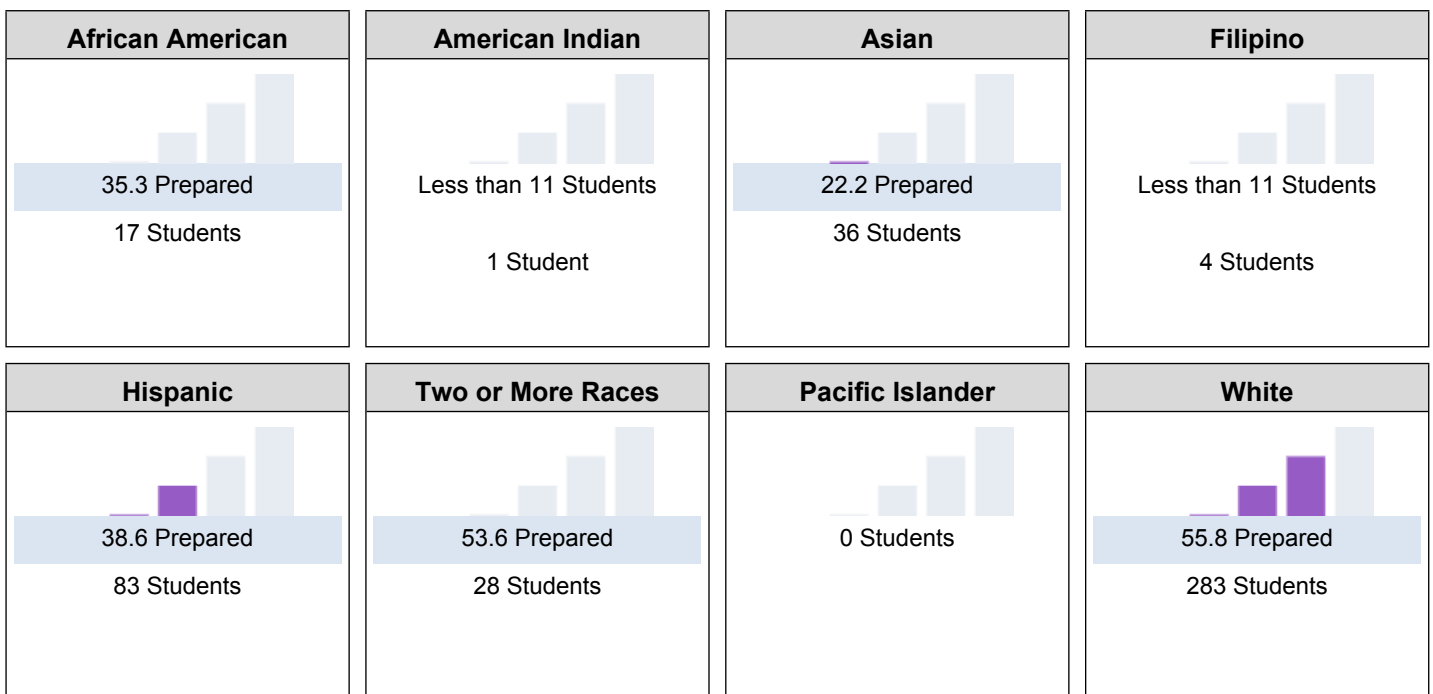 African American
35.3 Prepared
17 Students
American Indian
Less than 11 Students
1 Student
Asian
22.2 Prepared
36 Students
Filipino
Less than 11 Students
4 Students
Hispanic
38.6 Prepared
83 Students
Two or More Races
53.6 Prepared
28 Students
Pacific Islander
0 Students
White
55.8 Prepared
283 Students